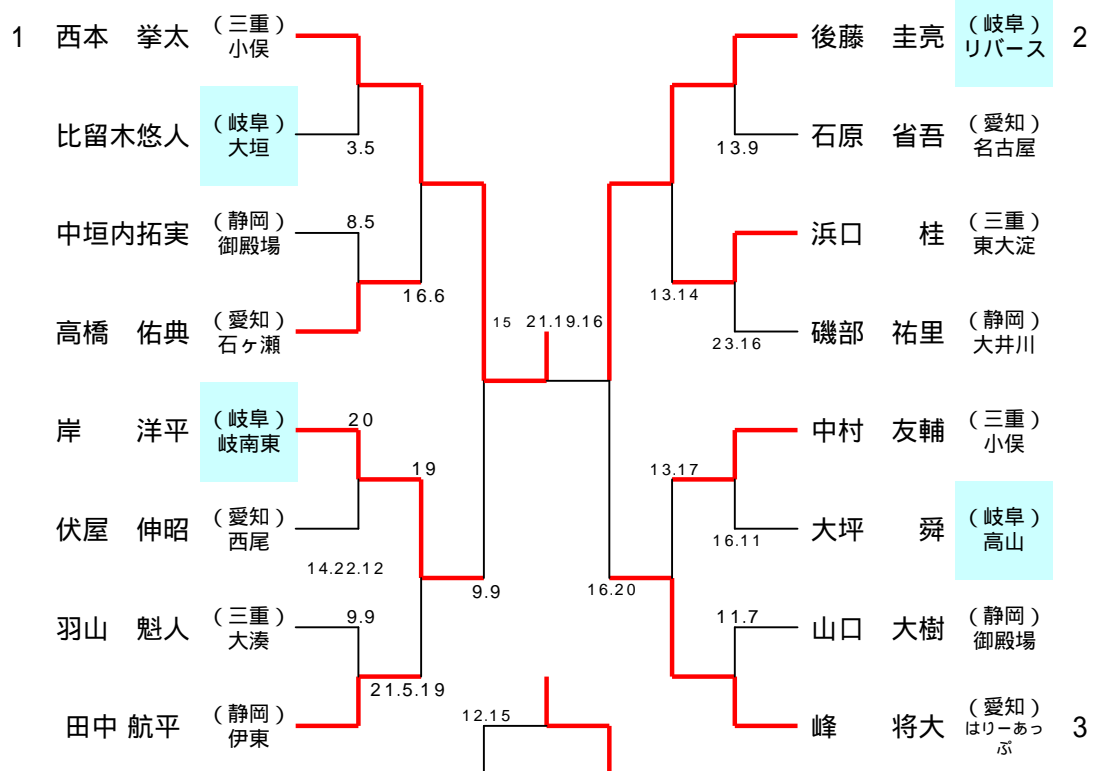 1 西本 挙太 (三重)
小俣
比留木悠人 (岐阜)
大垣
3.5
中垣内拓実 (静岡)
御殿場
8.5
16.6
高橋 佑典 (愛知)
石ヶ瀬
15 21.19.16
岸 洋平 (岐阜)
岐南東
20
19
伏屋 伸昭 (愛知)
西尾
14.22.12
9.9
羽山 魁人 (三重)
大湊
9.9
21.5.19
田中 航平 (静岡)
伊東
12.15
後藤 圭亮 (岐阜)
リバース
2
13.9
石原 省吾 (愛知)
名古屋
浜口 桂 (三重)
東大淀
13.14
23.16
磯部 祐里 (静岡)
大井川
中村 友輔 (三重)
小俣
13.17
16.11
大坪 舜 (岐阜)
高山
16.20
11.7
山口 大樹 (静岡)
御殿場
峰 将大 (愛知)
はりーあっ
ぷ
3